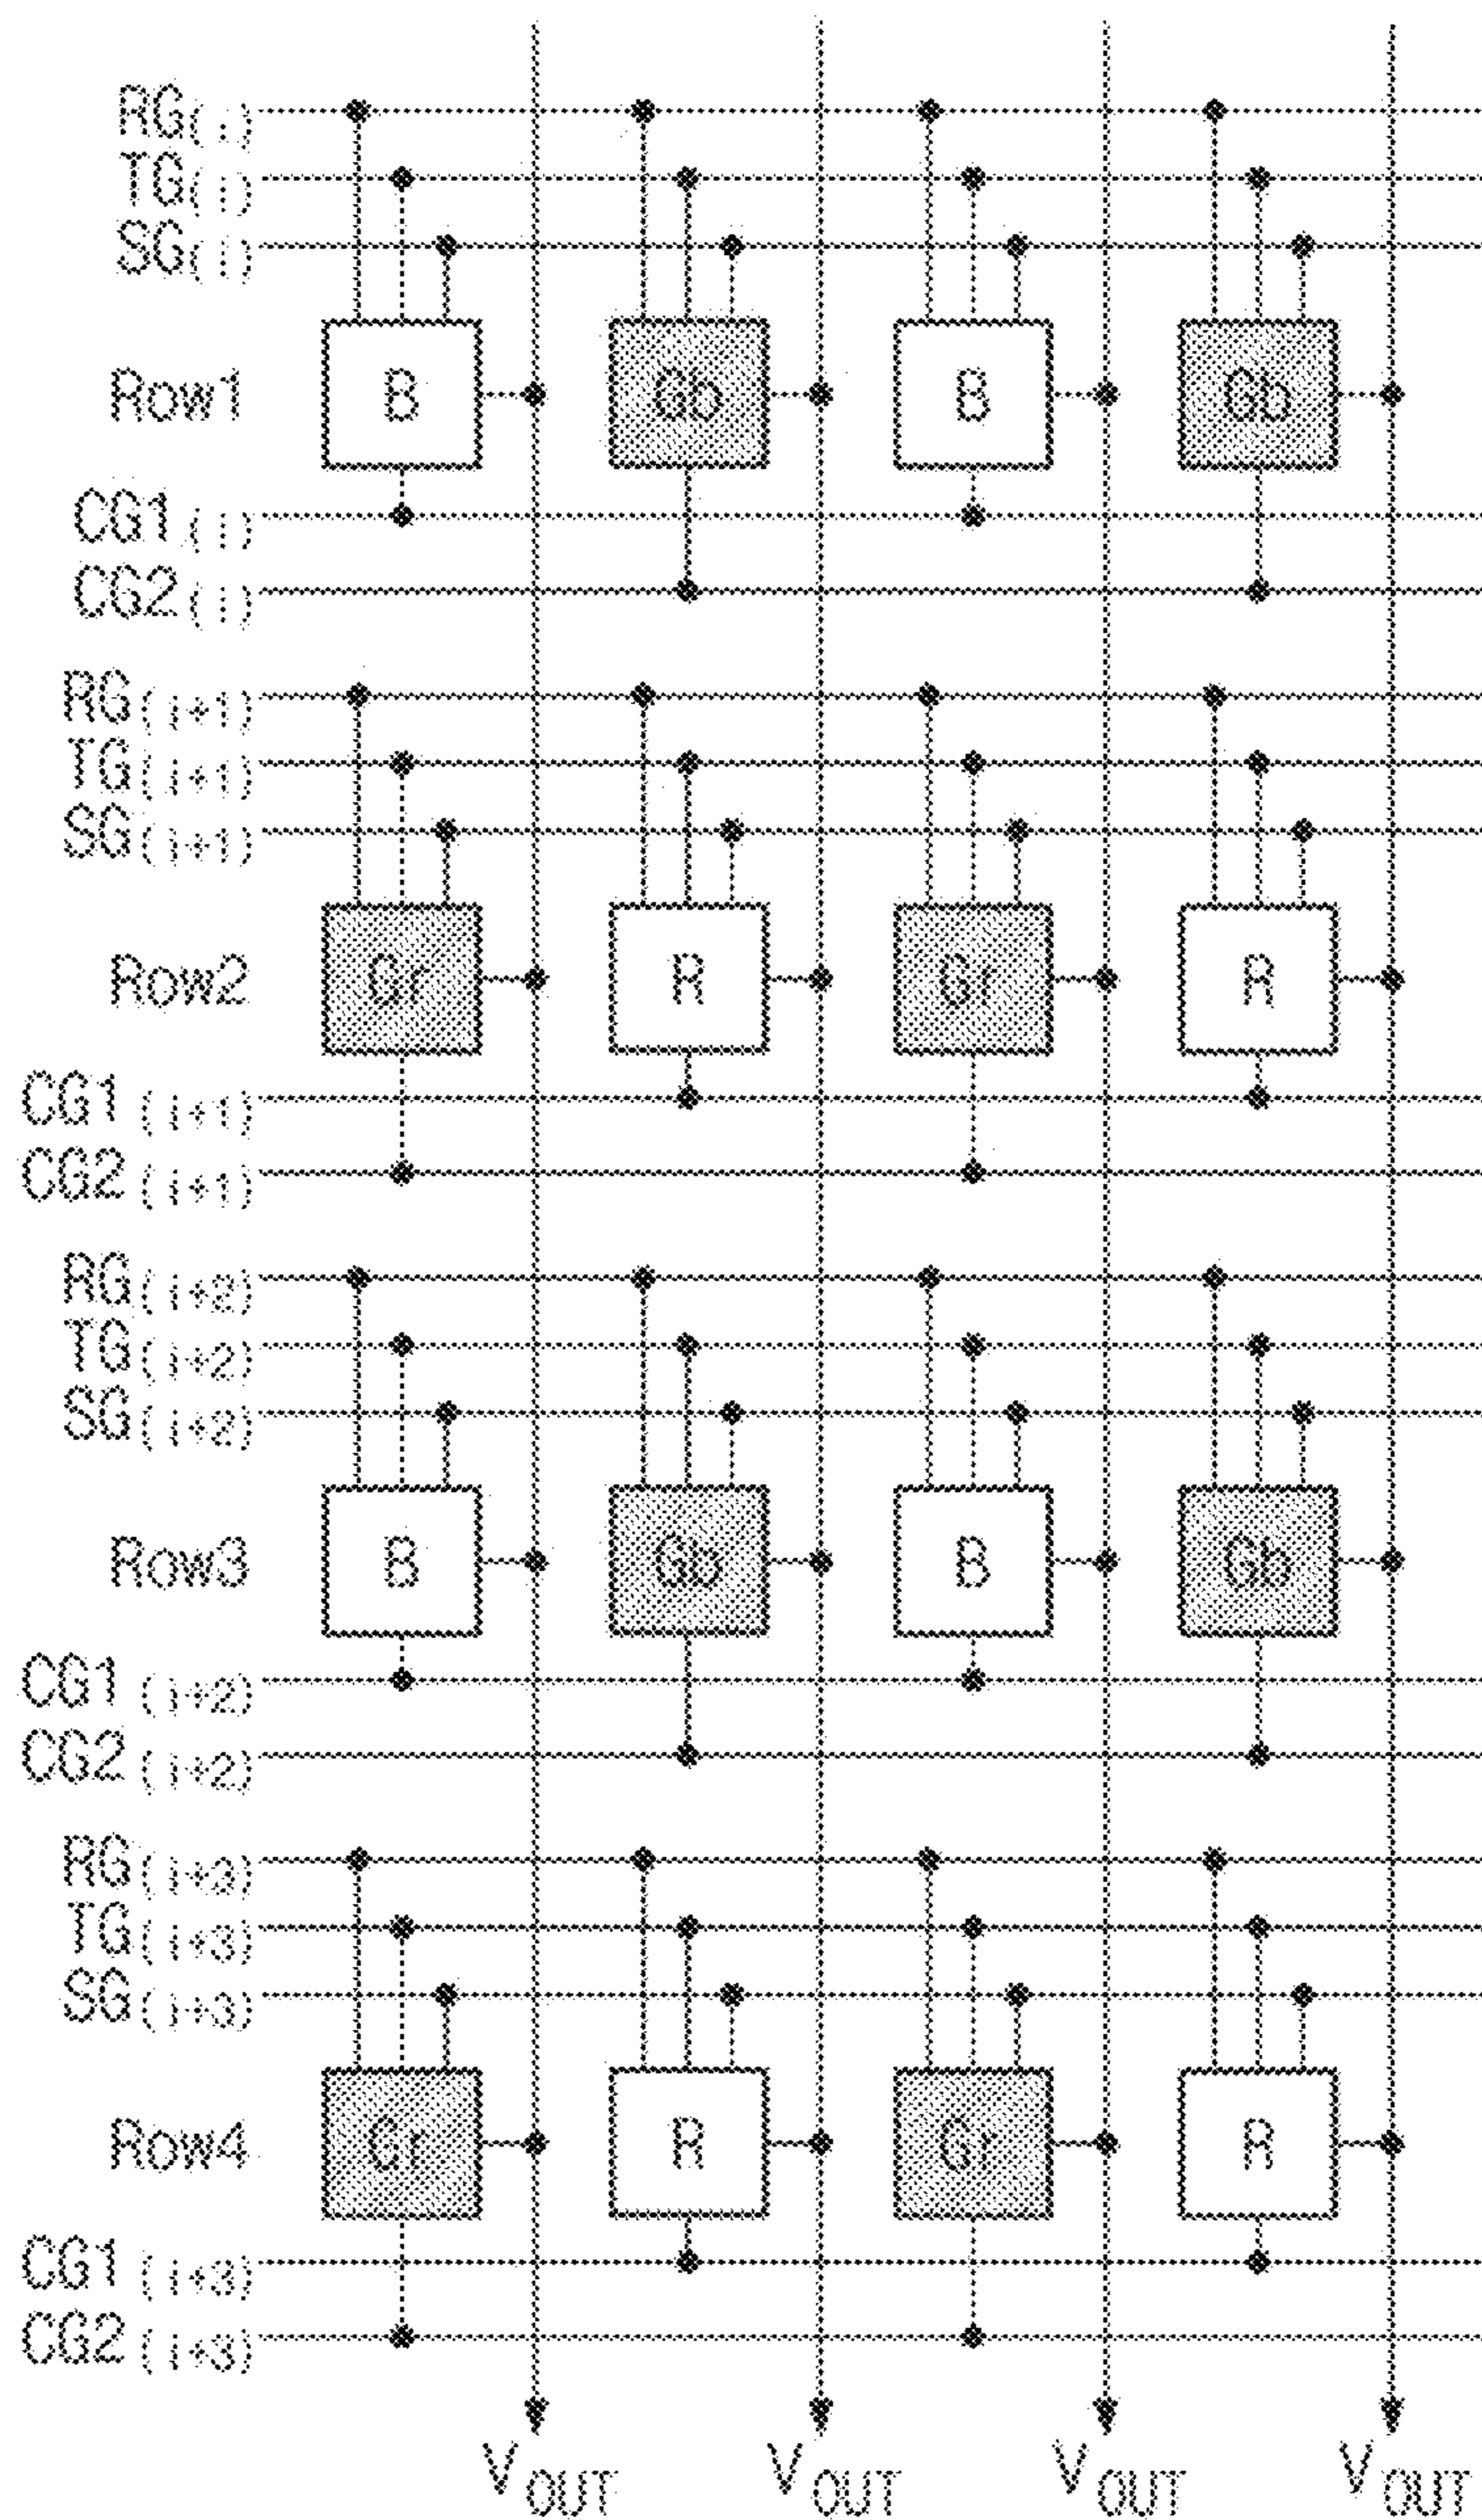 RG(i)
TG(i)
SG(i)
Row1 B Gb B Gb
CG1(i)
CG2(i)
RG(i+1)
TG(i+1)
SG(i+1)
Row2 Gr R Gr R
CG1(i+1)
CG2(i+1)
RG(i+2)
TG(i+2)
SG(i+2)
Row3 B Gb B Gb
CG1(i+2)
CG2(i+2)
RG(i+3)
TG(i+3)
SG(i+3)
Row4 Gr R Gr R
CG1(i+3)
CG2(i+3)
VOUT VOUT VOUT VOUT